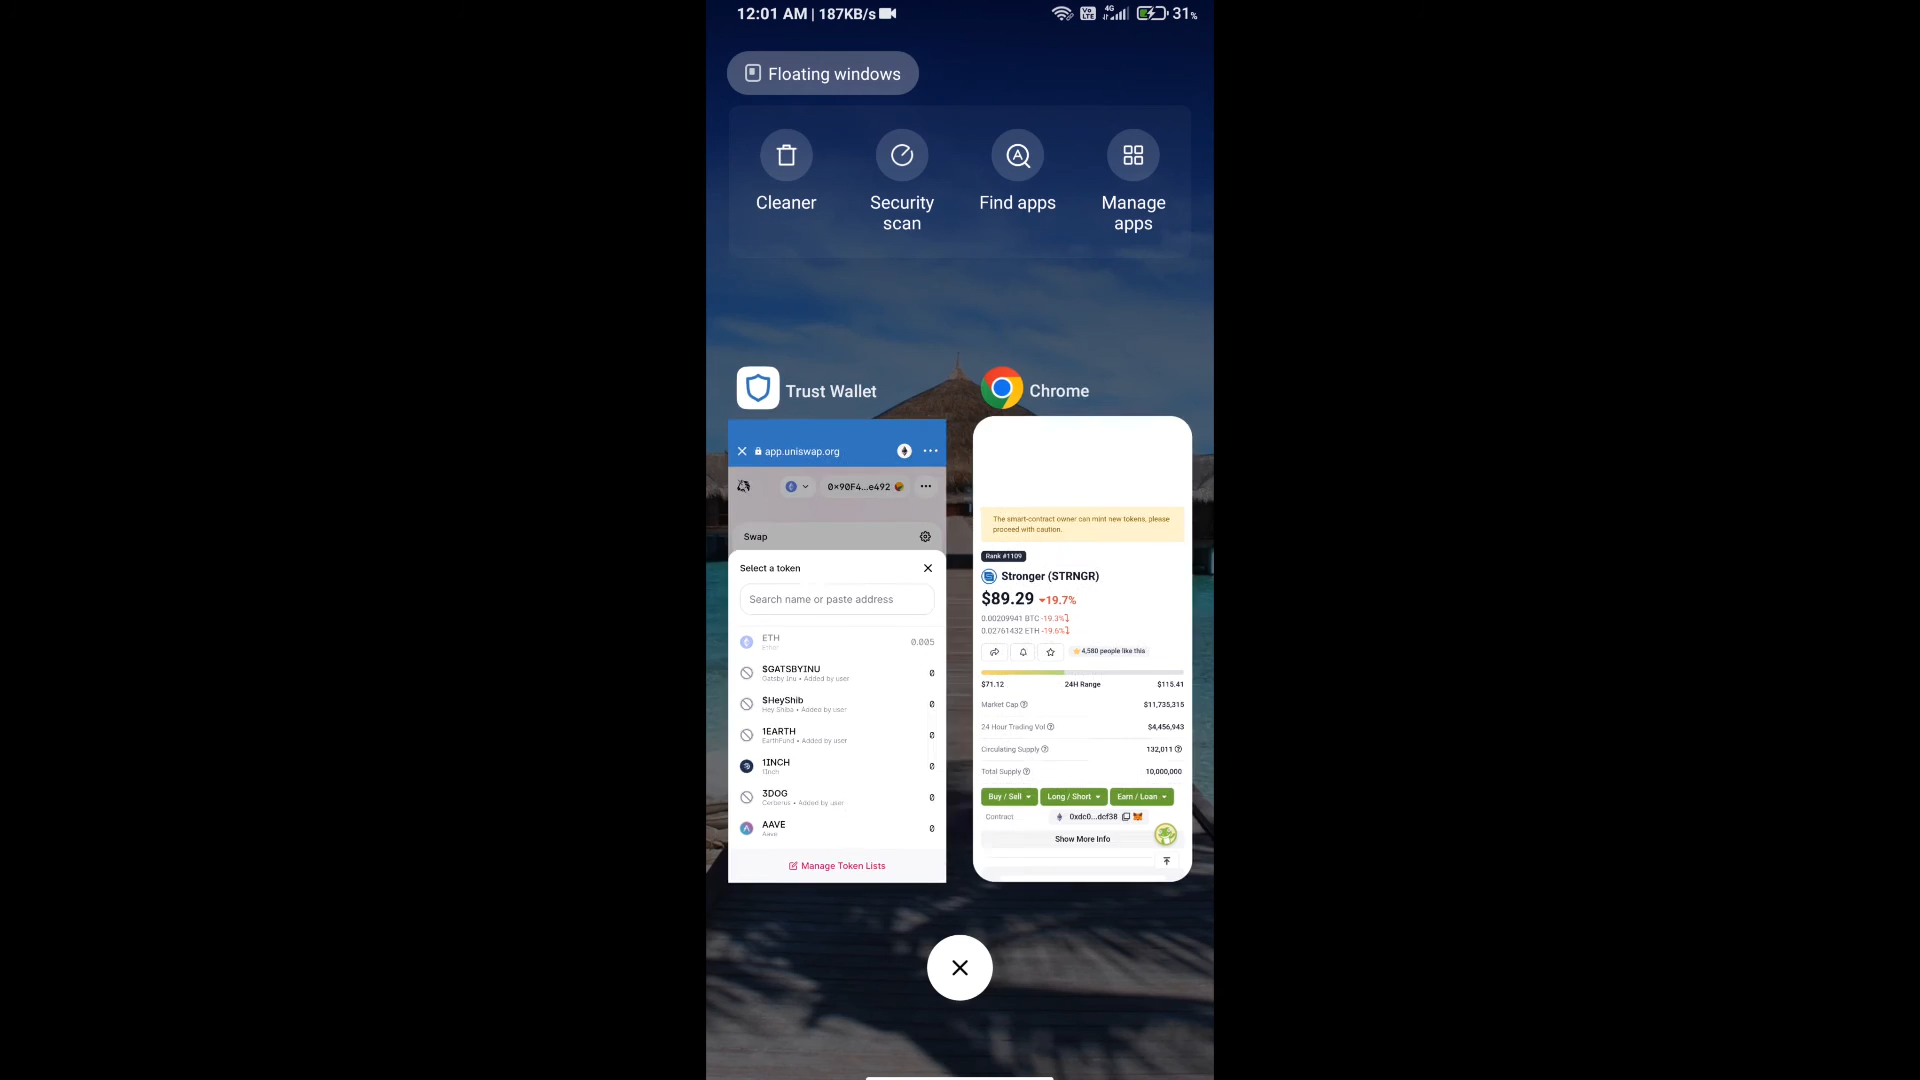 12:01 AM | 187KB/s
Vo LTE 4G 31%
Floating windows
Cleaner
Security scan
Find apps
Manage apps
Trust Wallet
app.uniswap.org
0×90F4...e492
Swap
Select a token
Search name or paste address
ETH
Ether
0.005
$GATSBYINU
Gatsby Inu • Added by user
0
$HeyShib
Hey Shiba • Added by user
0
1EARTH
EarthFund • Added by user
0
1INCH
1inch
0
3DOG
Cerberus • Added by user
0
AAVE
Aave
0
Manage Token Lists
Chrome
The smart-contract owner can mint new tokens, please
proceed with caution.
Rank #1109
Stronger (STRNGR)
$89.29 19.7%
0.00209941 BTC -19.3%
0.02761432 ETH -19.6%
4,580 people like this
$71.12 24H Range $115.41
Market Cap $11,735,315
24 Hour Trading Vol $4,456,943
Circulating Supply 132,011
Total Supply 10,000,000
Buy / Sell Long / Short Earn / Loan
Contract 0xdc0...dcf38
Show More Info